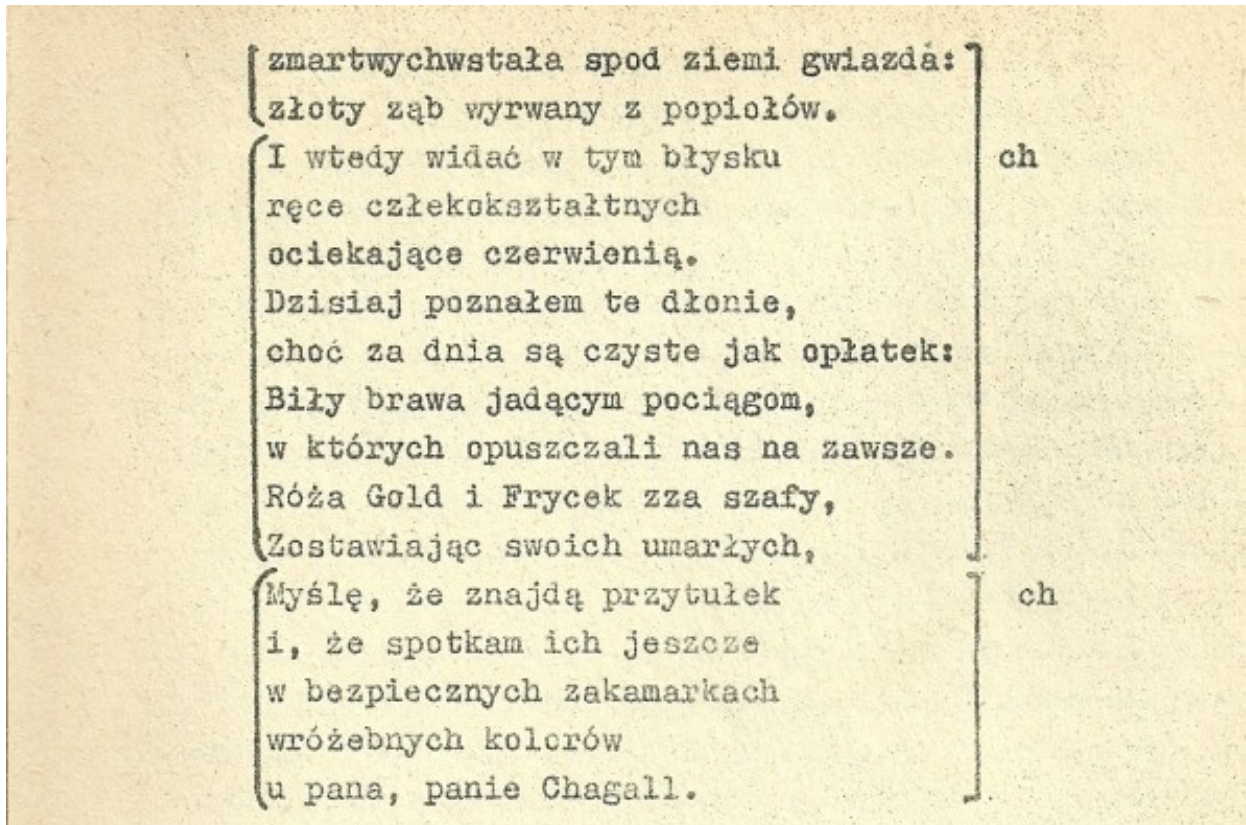 zmartwychwstała spod ziemi gwiazda:
złoty ząb wyrwany z popiołów.
I wtedy widać w tym błysku
ch
ręce człekokształtnych
ociekające czerwienią.
Dzisiaj poznałem te dłonie,
choć za dnia są czyste jak opłatek:
Biły brawa jadącym pociągom,
w których opuszczali nas na zawsze.
Róża Gold i Frycek zza szafy,
Zostawiając swoich umarłych,
Myślę, że znajdą przytułek
ch
i, że spotkam ich jeszcze
w bezpiecznych zakamarkach
wróżebnych kolorów
u pana, panie Chagall.